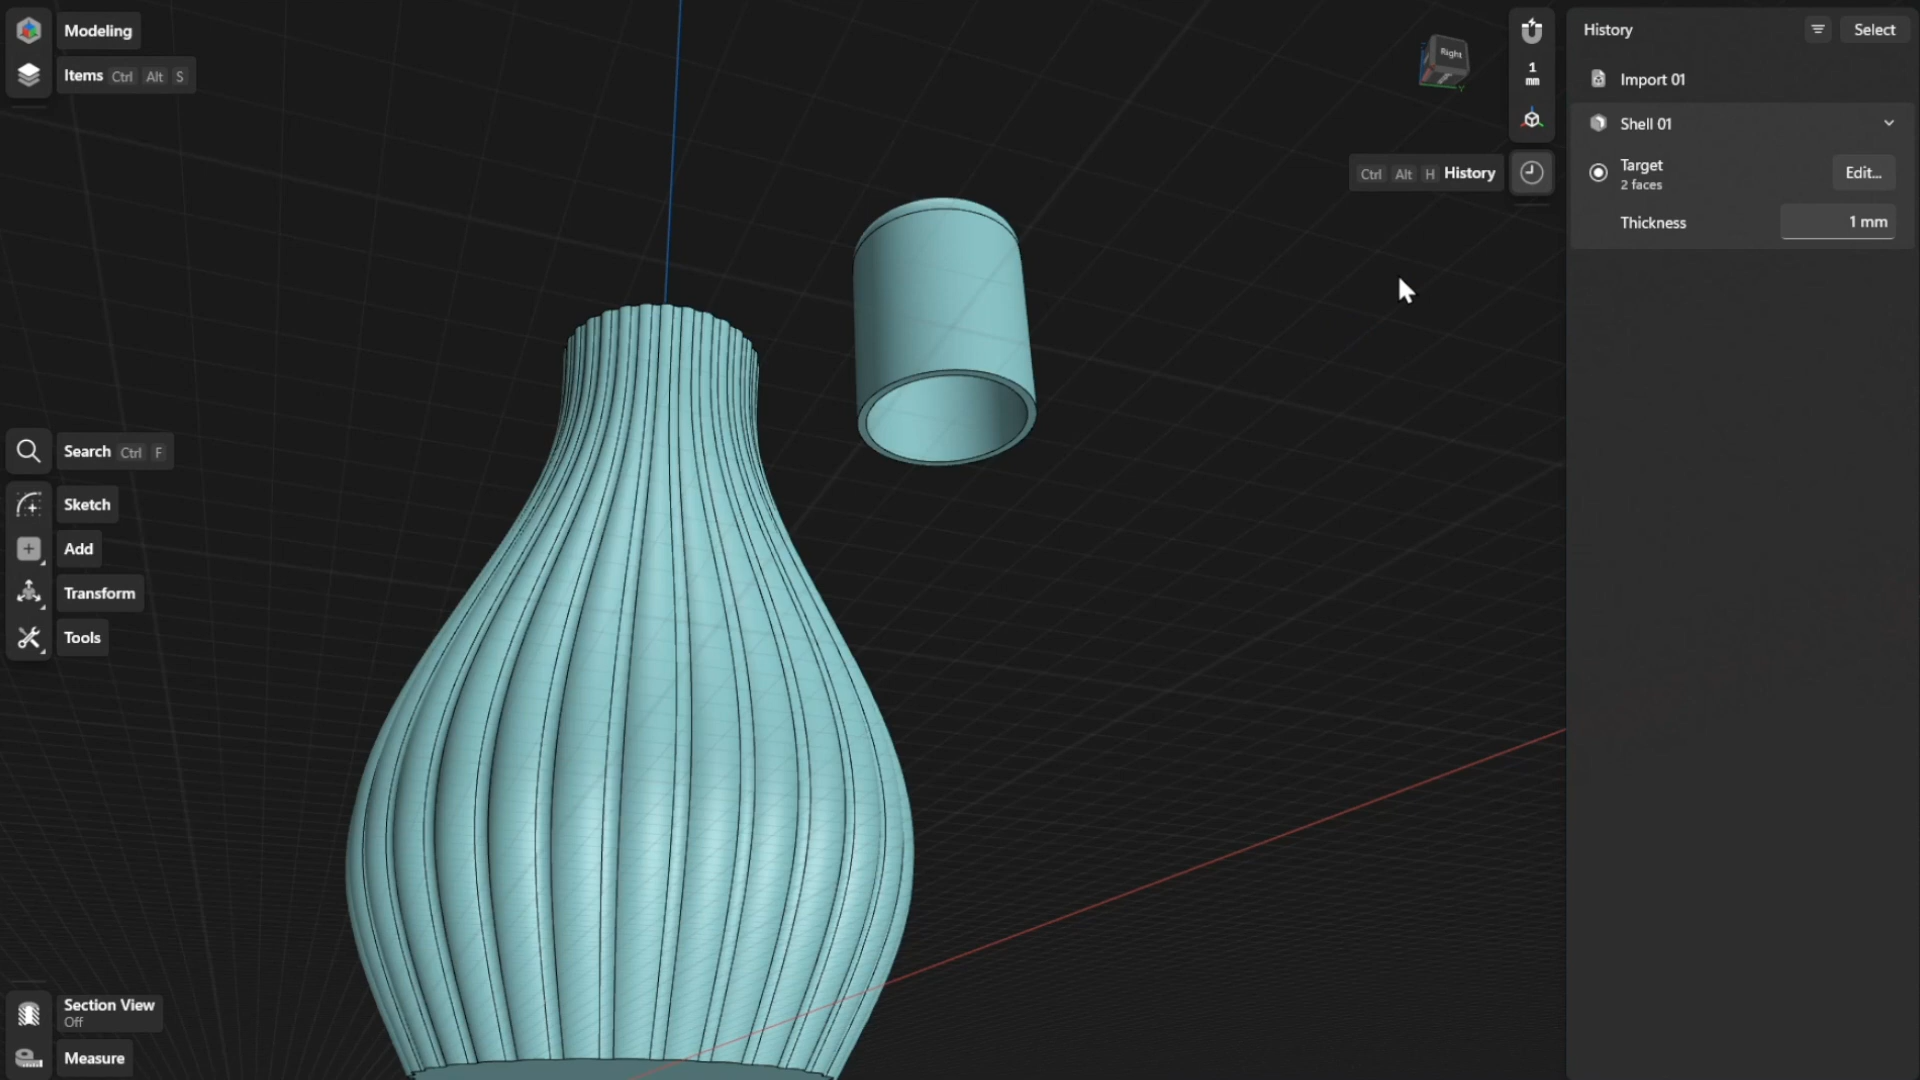 Modeling
Items Ctrl Alt S
Search Ctrl F
Sketch
Add
Transform
Tools
Section View
Off
Measure
Right
1
mm
Ctrl Alt H History
History
Select
Import 01
Shell 01
Target
2 faces
Edit...
Thickness
1 mm